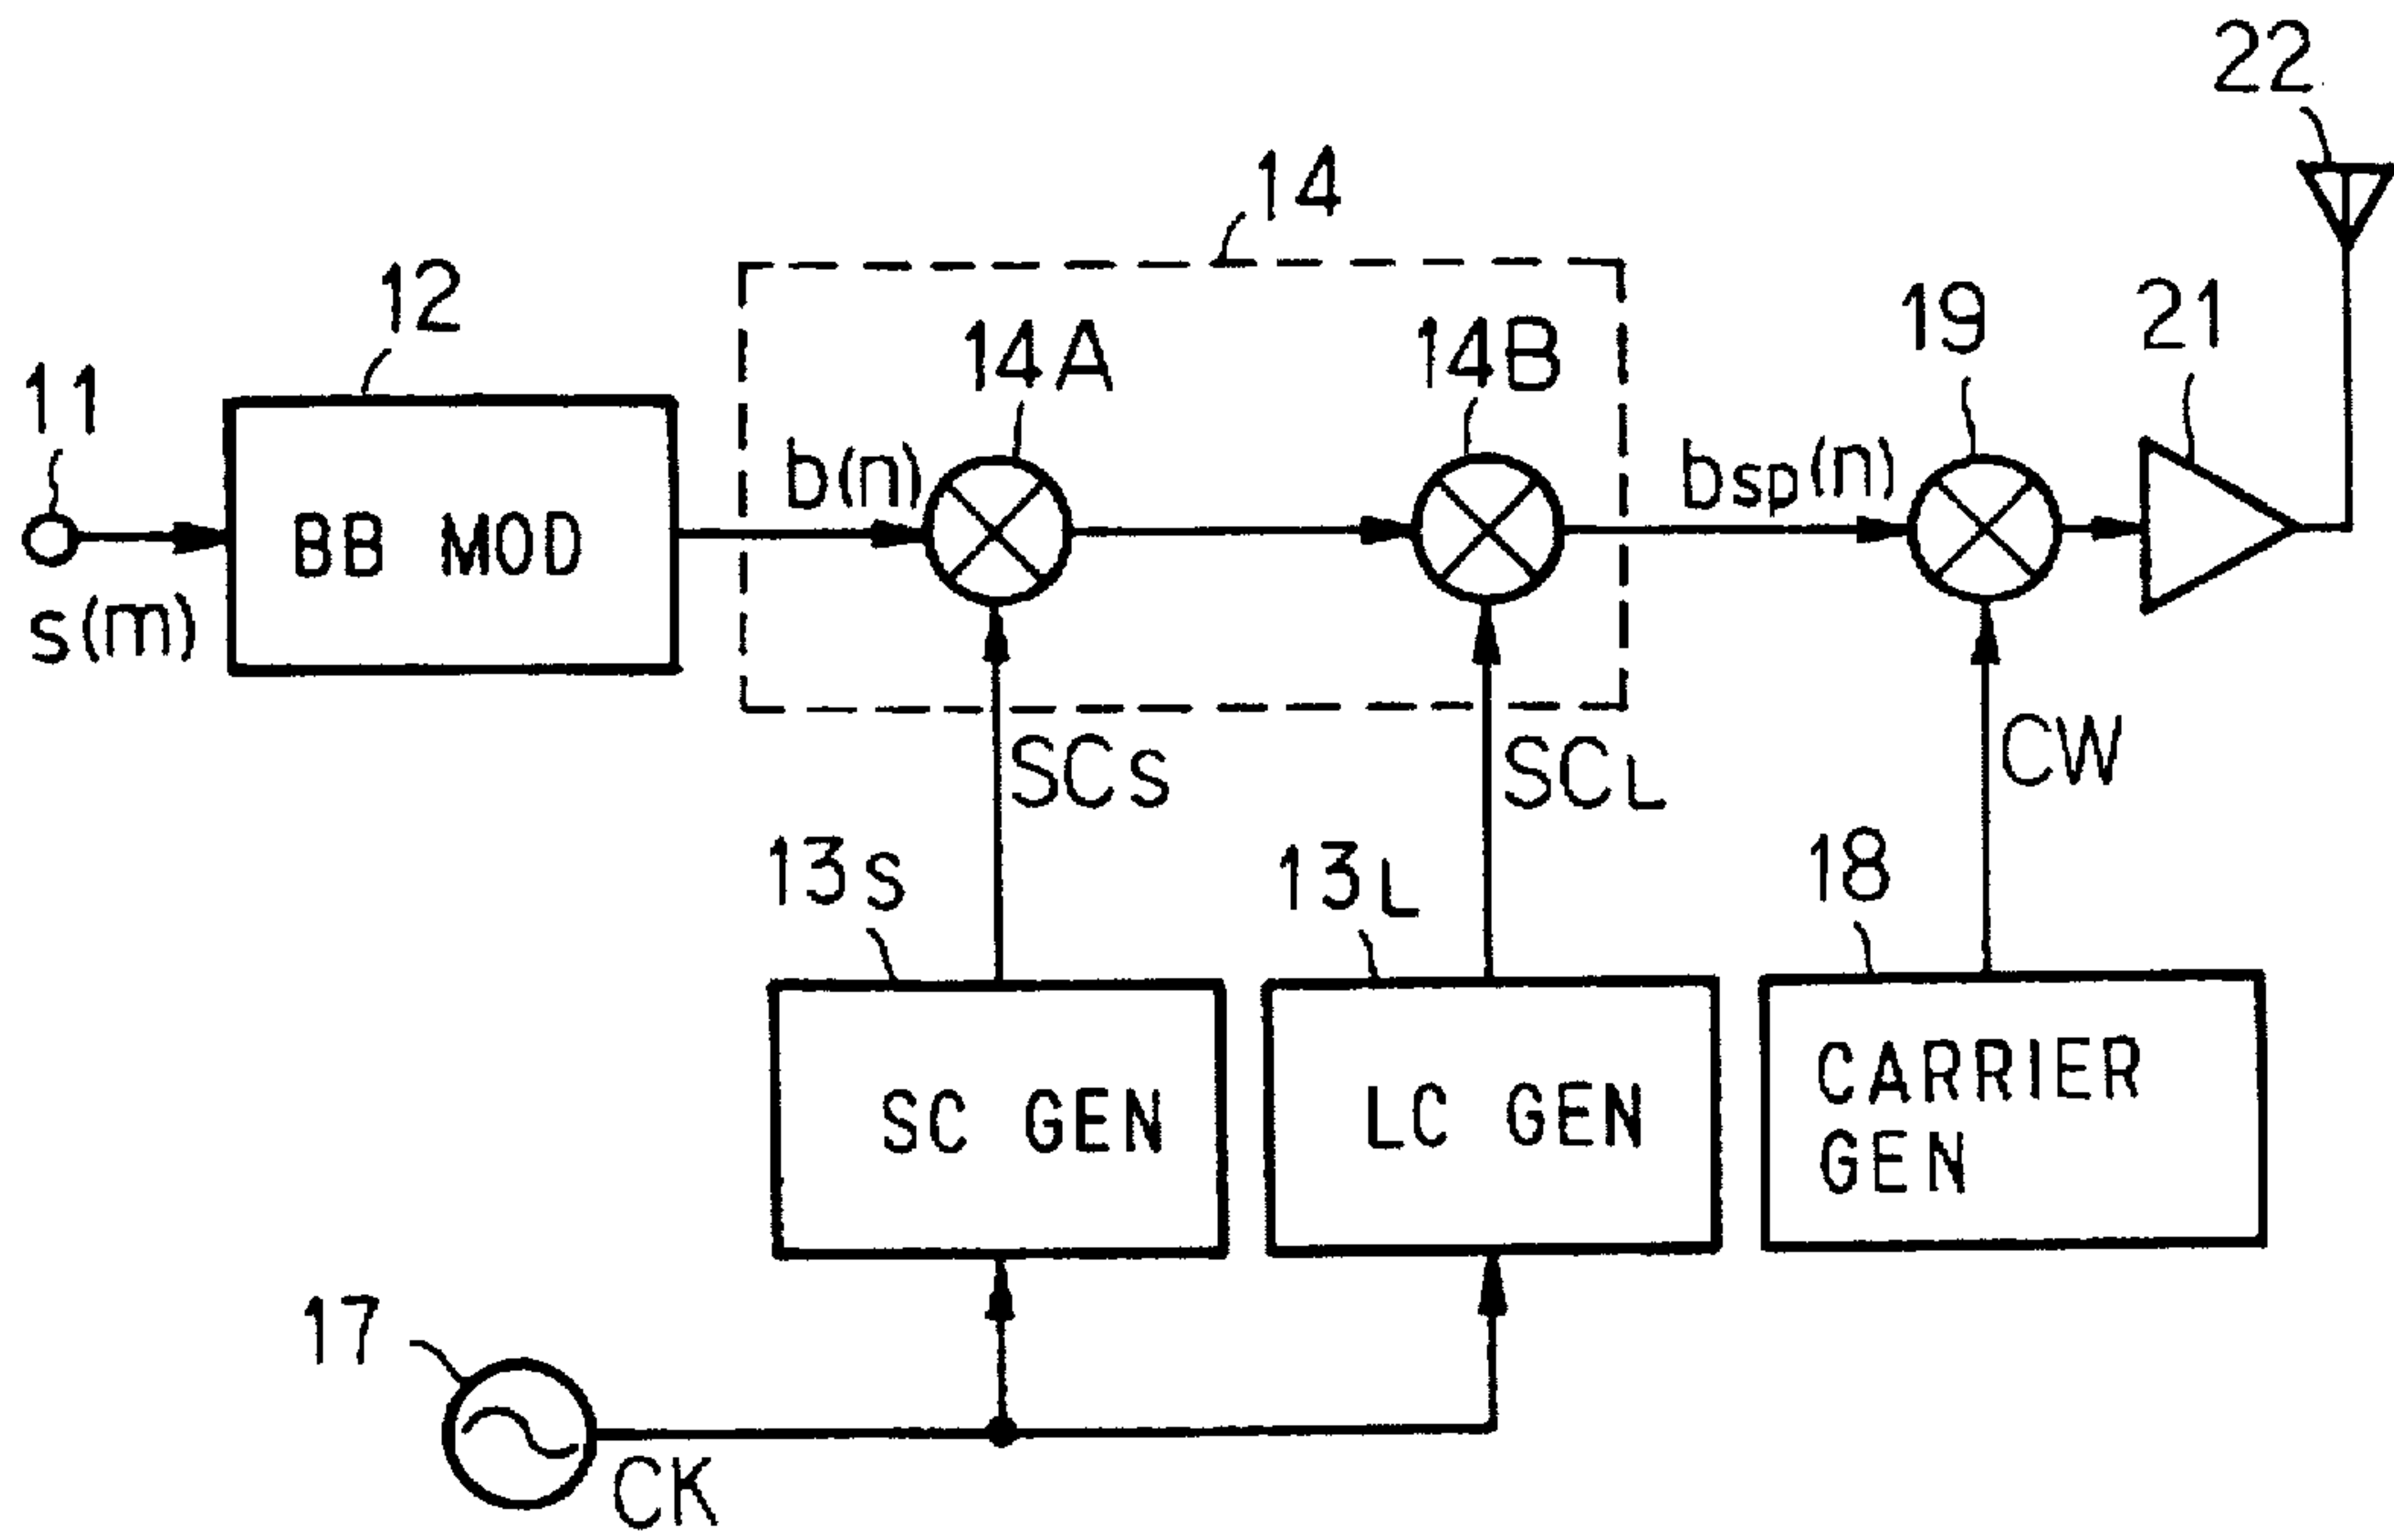 22
14
12
19
21
14A
14B
11
b(n)
bsp(n)
BB MOD
s(m)
SCS
SCL
CW
13S
13L
18
SC GEN
LC GEN
CARRIER
GEN
17
CK